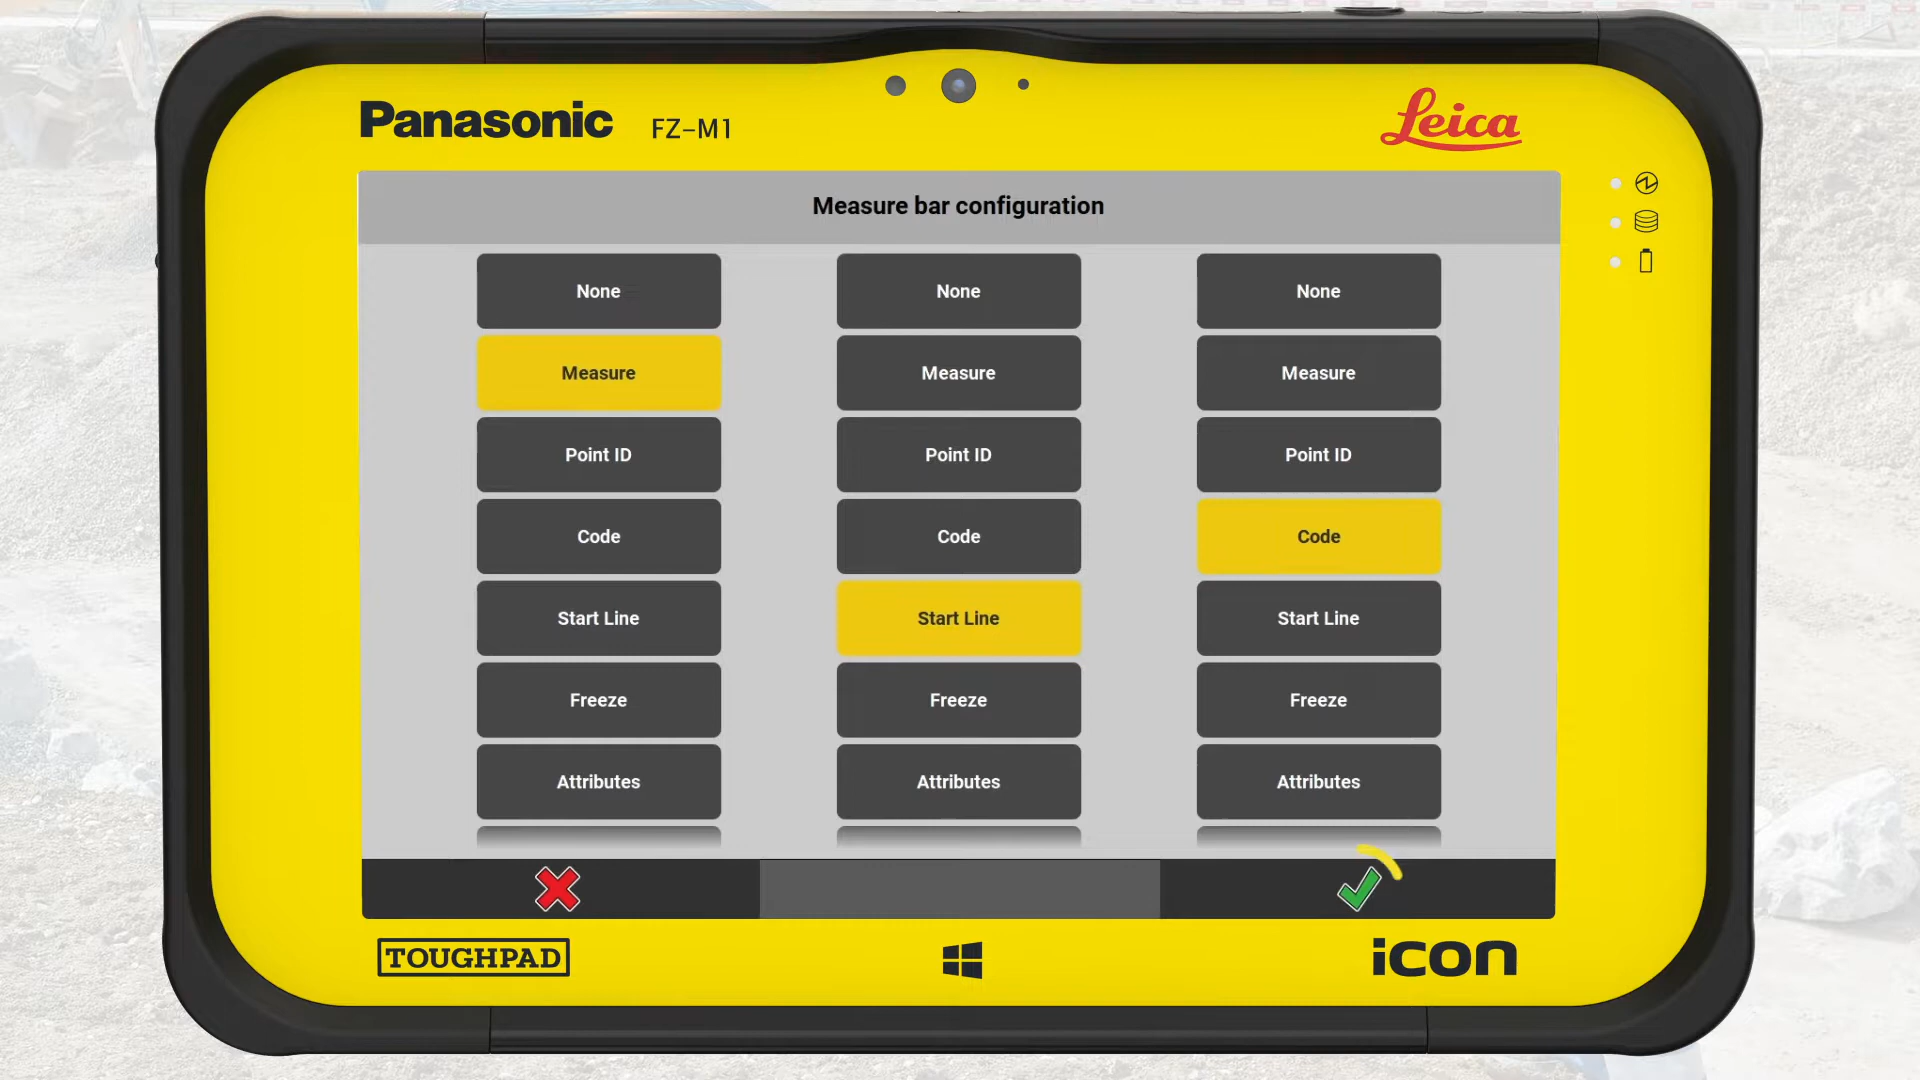 Panasonic FZ-M1 Leica
Measure bar configuration
None None None
Measure Measure Measure
Point ID Point ID Point ID
Code Code Code
Start Line Start Line Start Line
Freeze Freeze Freeze
Attributes Attributes Attributes
TOUGHPAD icon